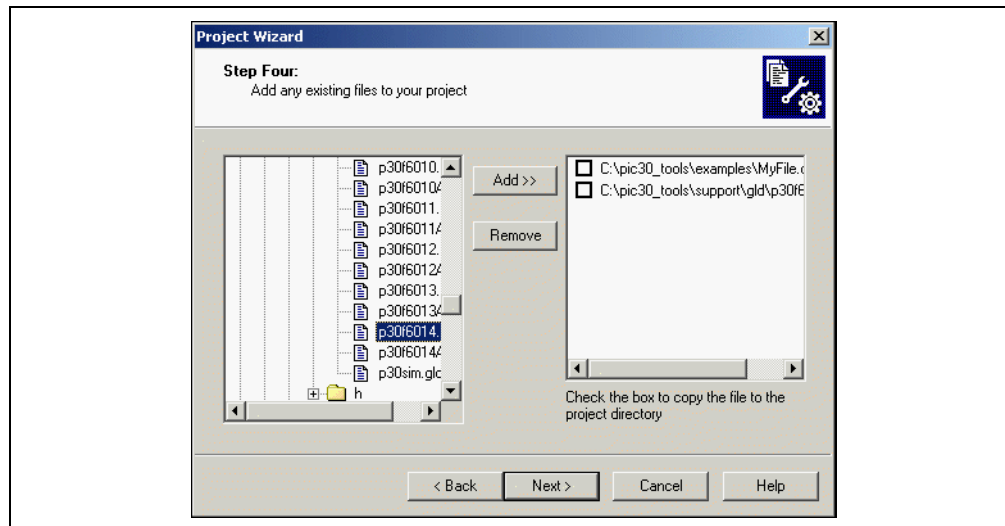 Project Wizard
Step Four:
Add any existing files to your project
p30f6010.
p30f6010A
p30f6011.
p30f6011A
p30f6012.
p30f6012A
p30f6013.
p30f6013A
p30f6014.
p30f6014A
p30sim.glc
h
Add >>
Remove
C:\pic30_tools\examples\MyFile.c
C:\pic30_tools\support\gld\p30f6
Check the box to copy the file to the
project directory
< Back
Next >
Cancel
Help